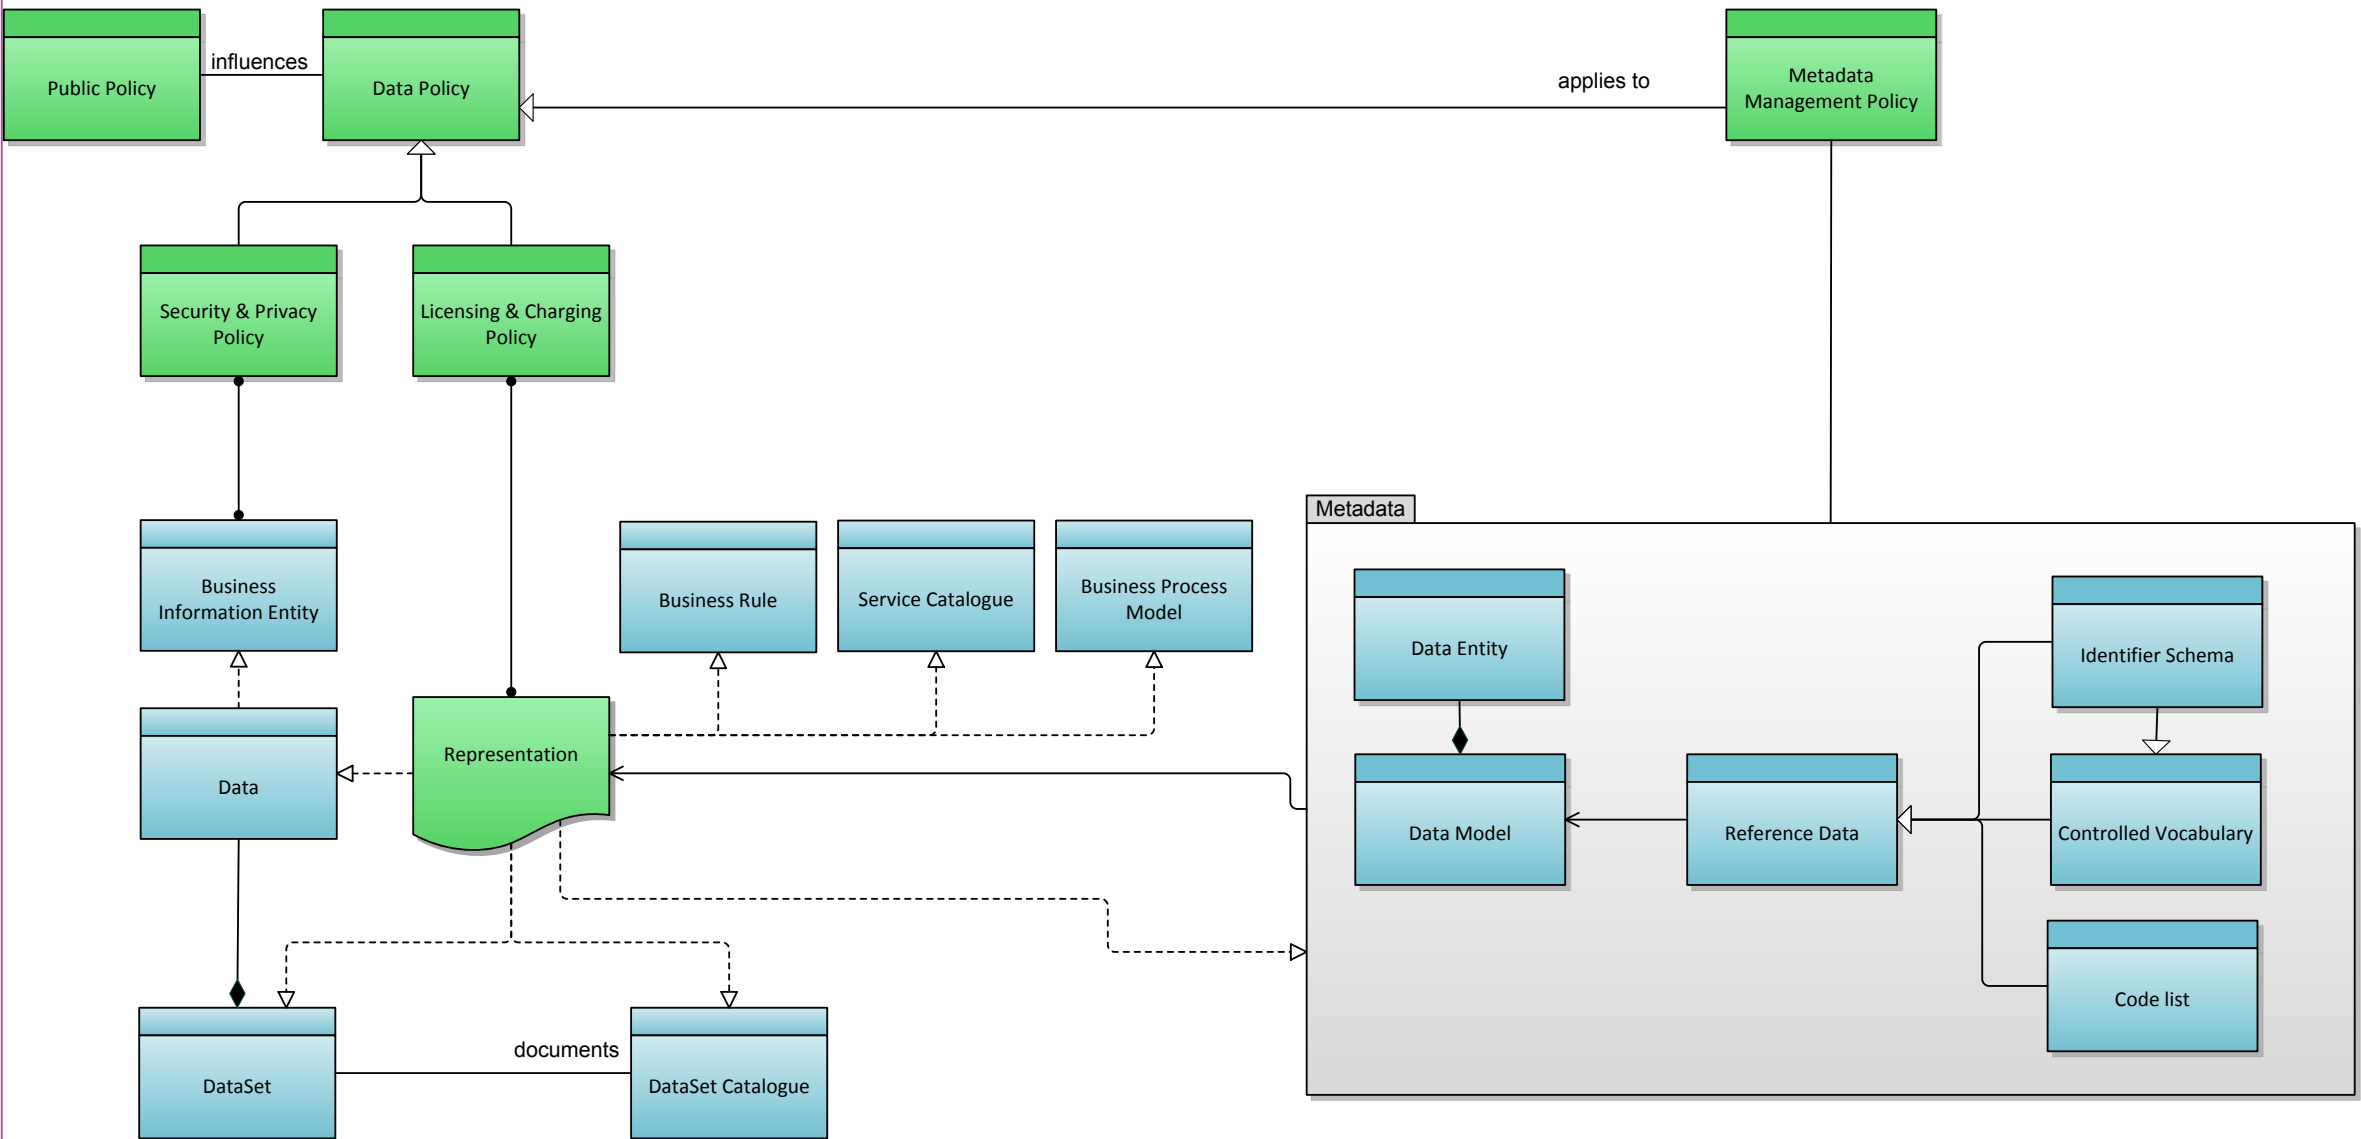 Public Policy
influences
Data Policy
applies to
Metadata
Management Policy
Security & Privacy
Policy
Licensing & Charging
Policy
Metadata
Business
Information Entity
Business Rule
Service Catalogue
Business Process
Model
Data Entity
Identifier Schema
Data
Representation
Data Model
Reference Data
Controlled Vocabulary
Code list
DataSet
documents
DataSet Catalogue